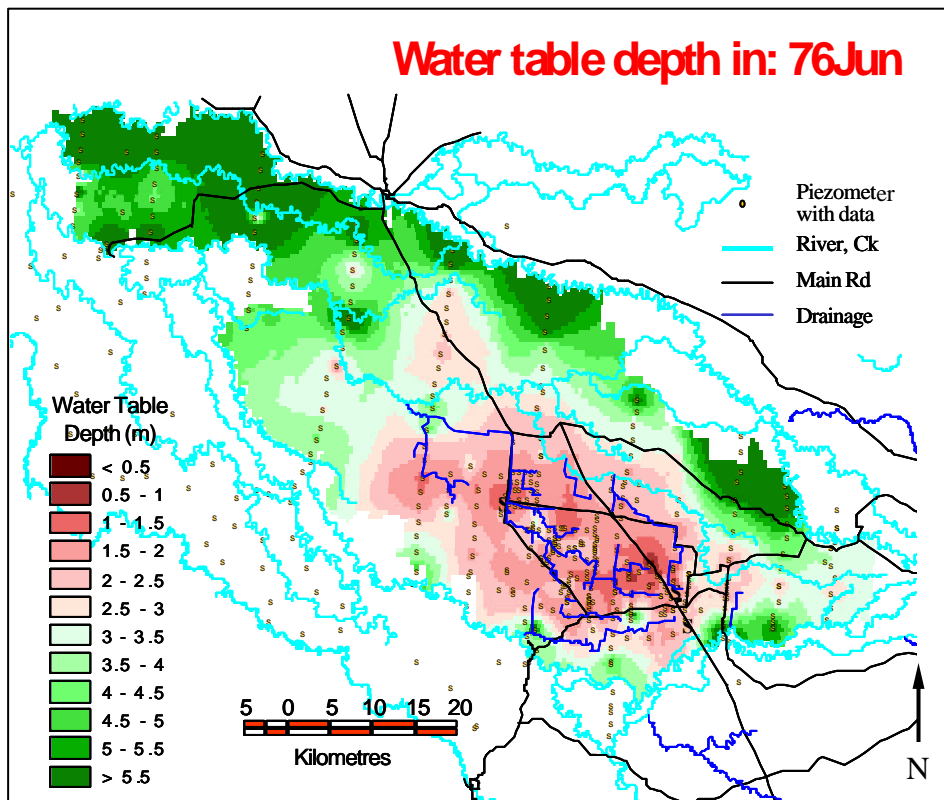 Water table depth in: 76Jun
Piezometer
with data
River, Ck
Main Rd
Drainage
Water Table
Depth (m)
< 0.5
0.5 - 1
1 - 1.5
1.5 - 2
2 - 2.5
2.5 - 3
3 - 3.5
3.5 - 4
4 - 4.5
4.5 - 5
5 - 5.5
> 5.5
5 0 5 10 15 20
Kilometres
N